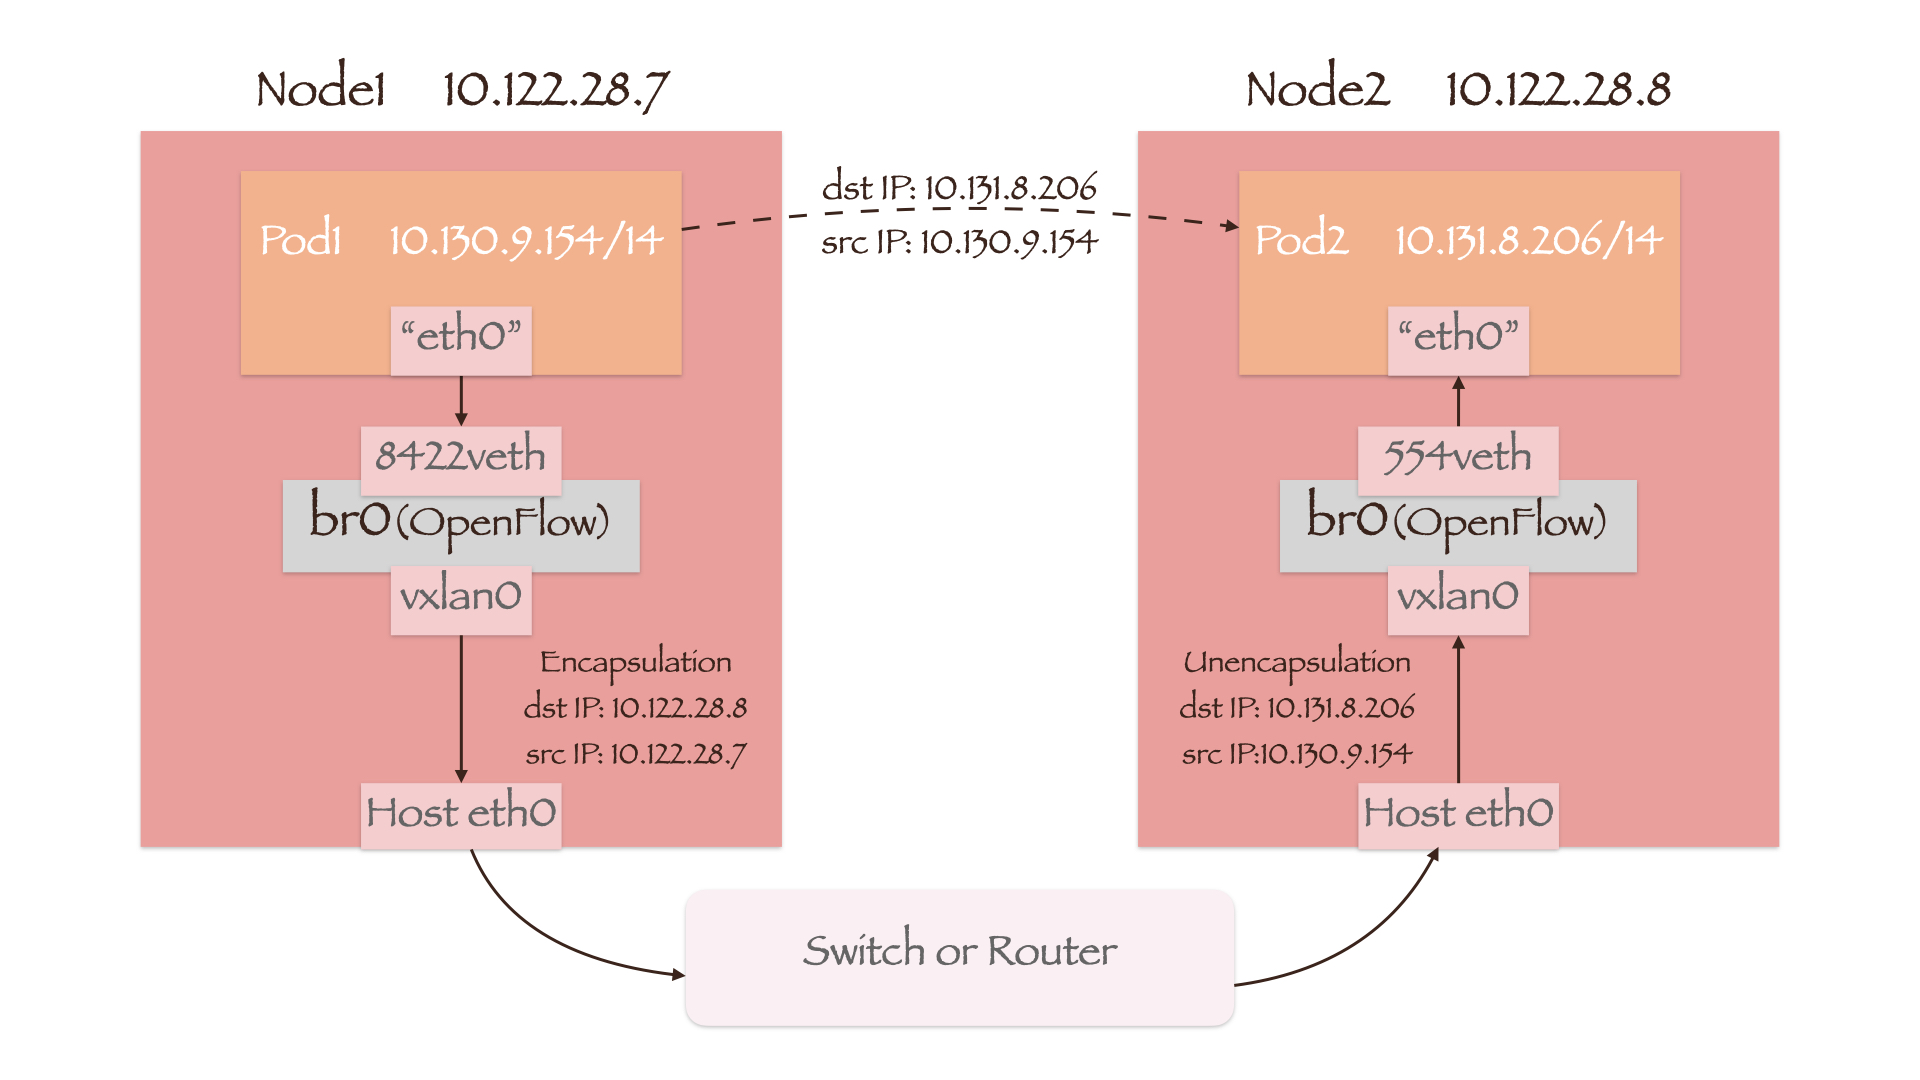 Node1 10.122.28.7
Node2 10.122.28.8
dst IP: 10.131.8.206
src IP: 10.130.9.154
Pod1 10.130.9.154/14
Pod2 10.131.8.206/14
“eth0”
“eth0”
8422veth
554veth
br0(OpenFlow)
br0(OpenFlow)
vxlan0
vxlan0
Encapsulation
dst IP: 10.122.28.8
src IP: 10.122.28.7
Unencapsulation
dst IP: 10.131.8.206
src IP:10.130.9.154
Host eth0
Host eth0
Switch or Router